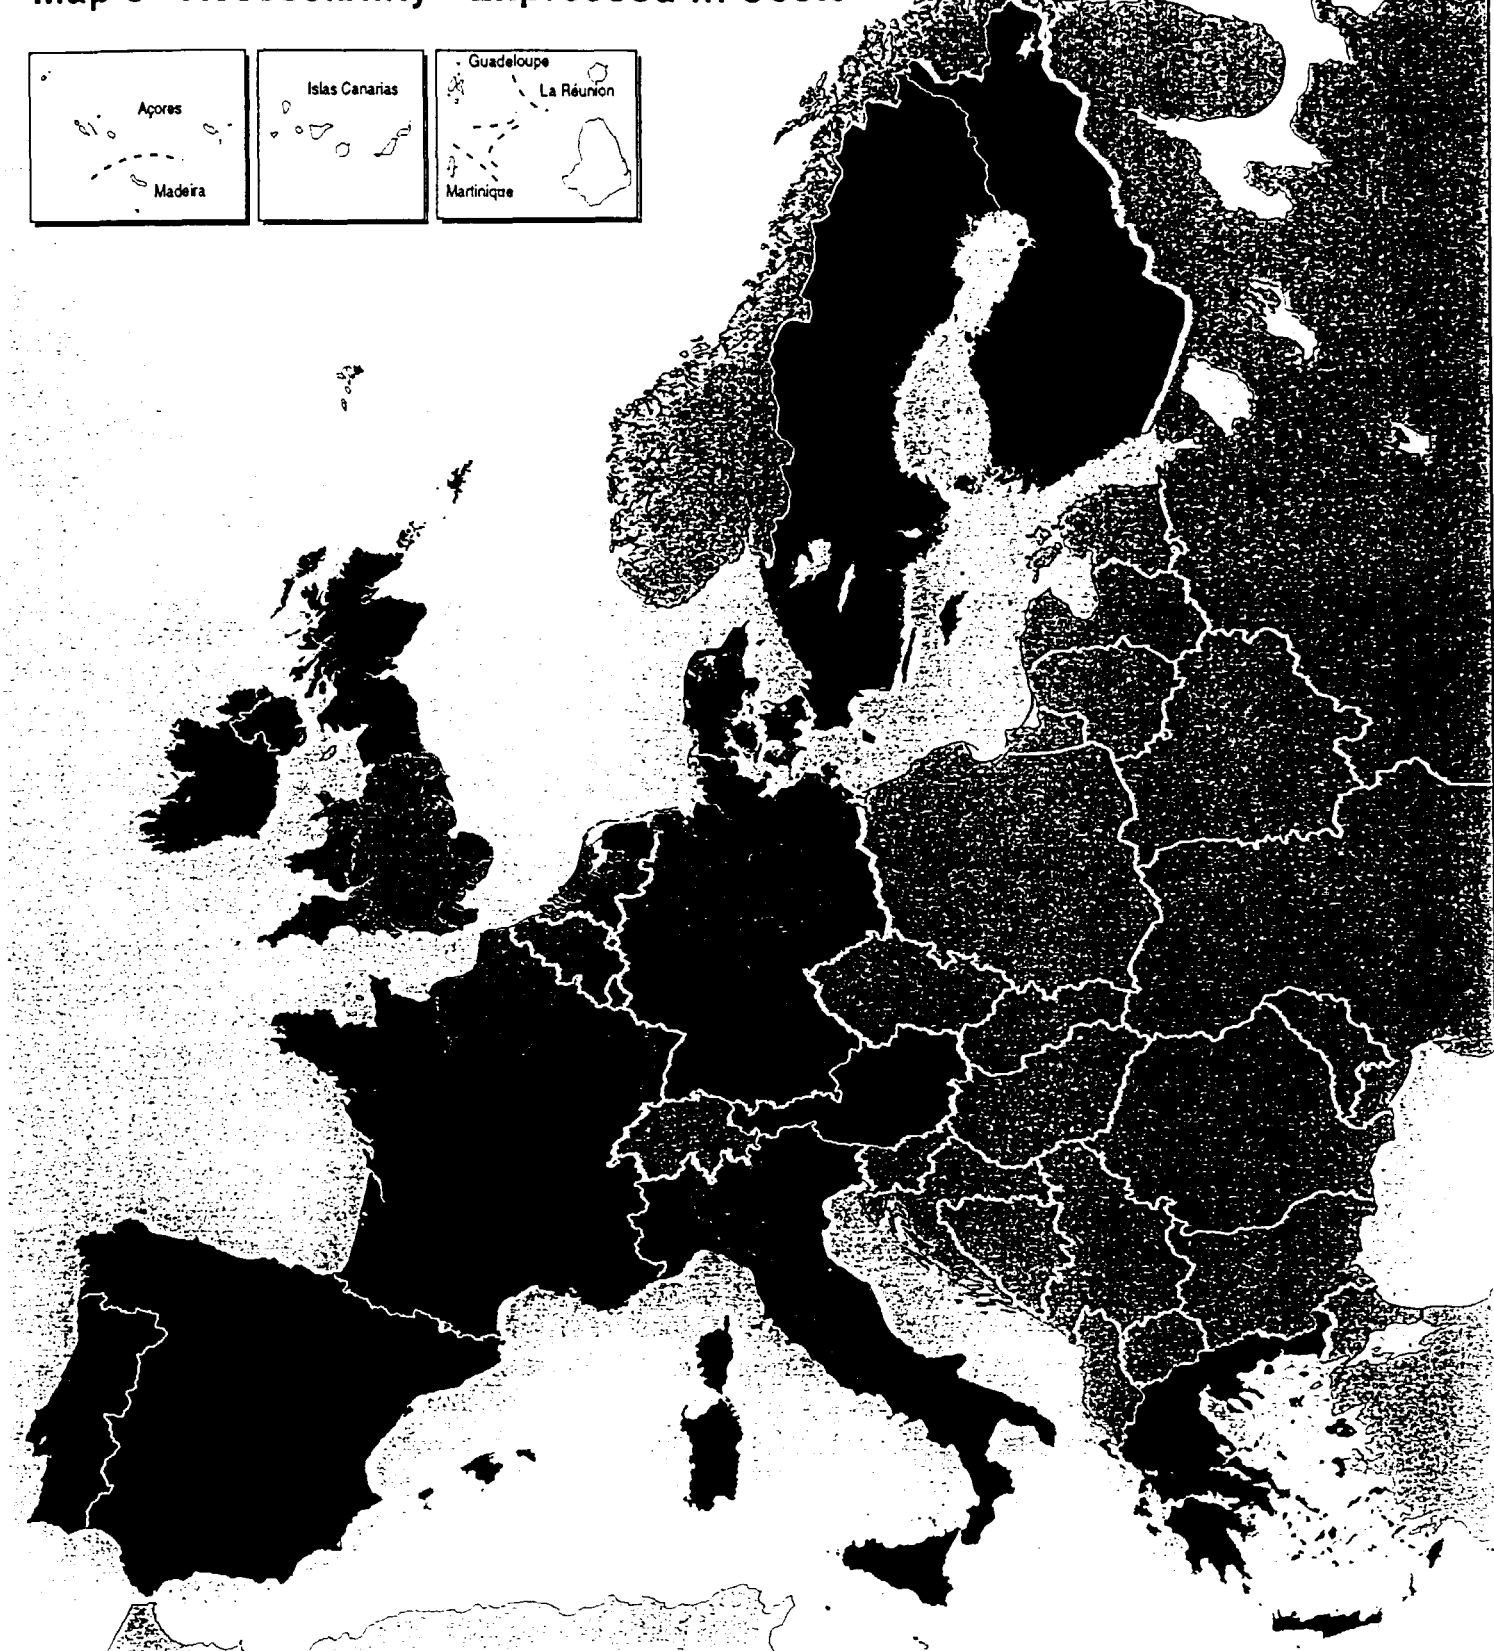 Guadeloupe
Islas Canarias
La Réunion
Açores
Martinique
Madeira